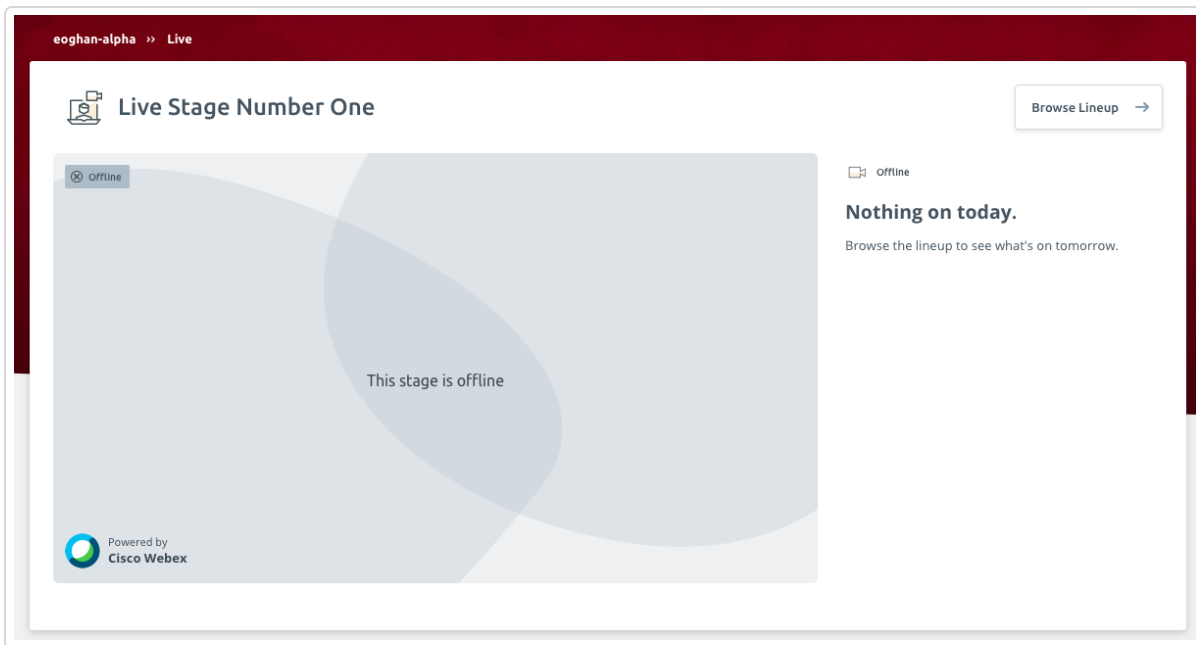 eoghan-alpha ›› Live
Live Stage Number One
Browse Lineup →
Offline
This stage is offline
Powered by
Cisco Webex
Offline
Nothing on today.
Browse the lineup to see what's on tomorrow.